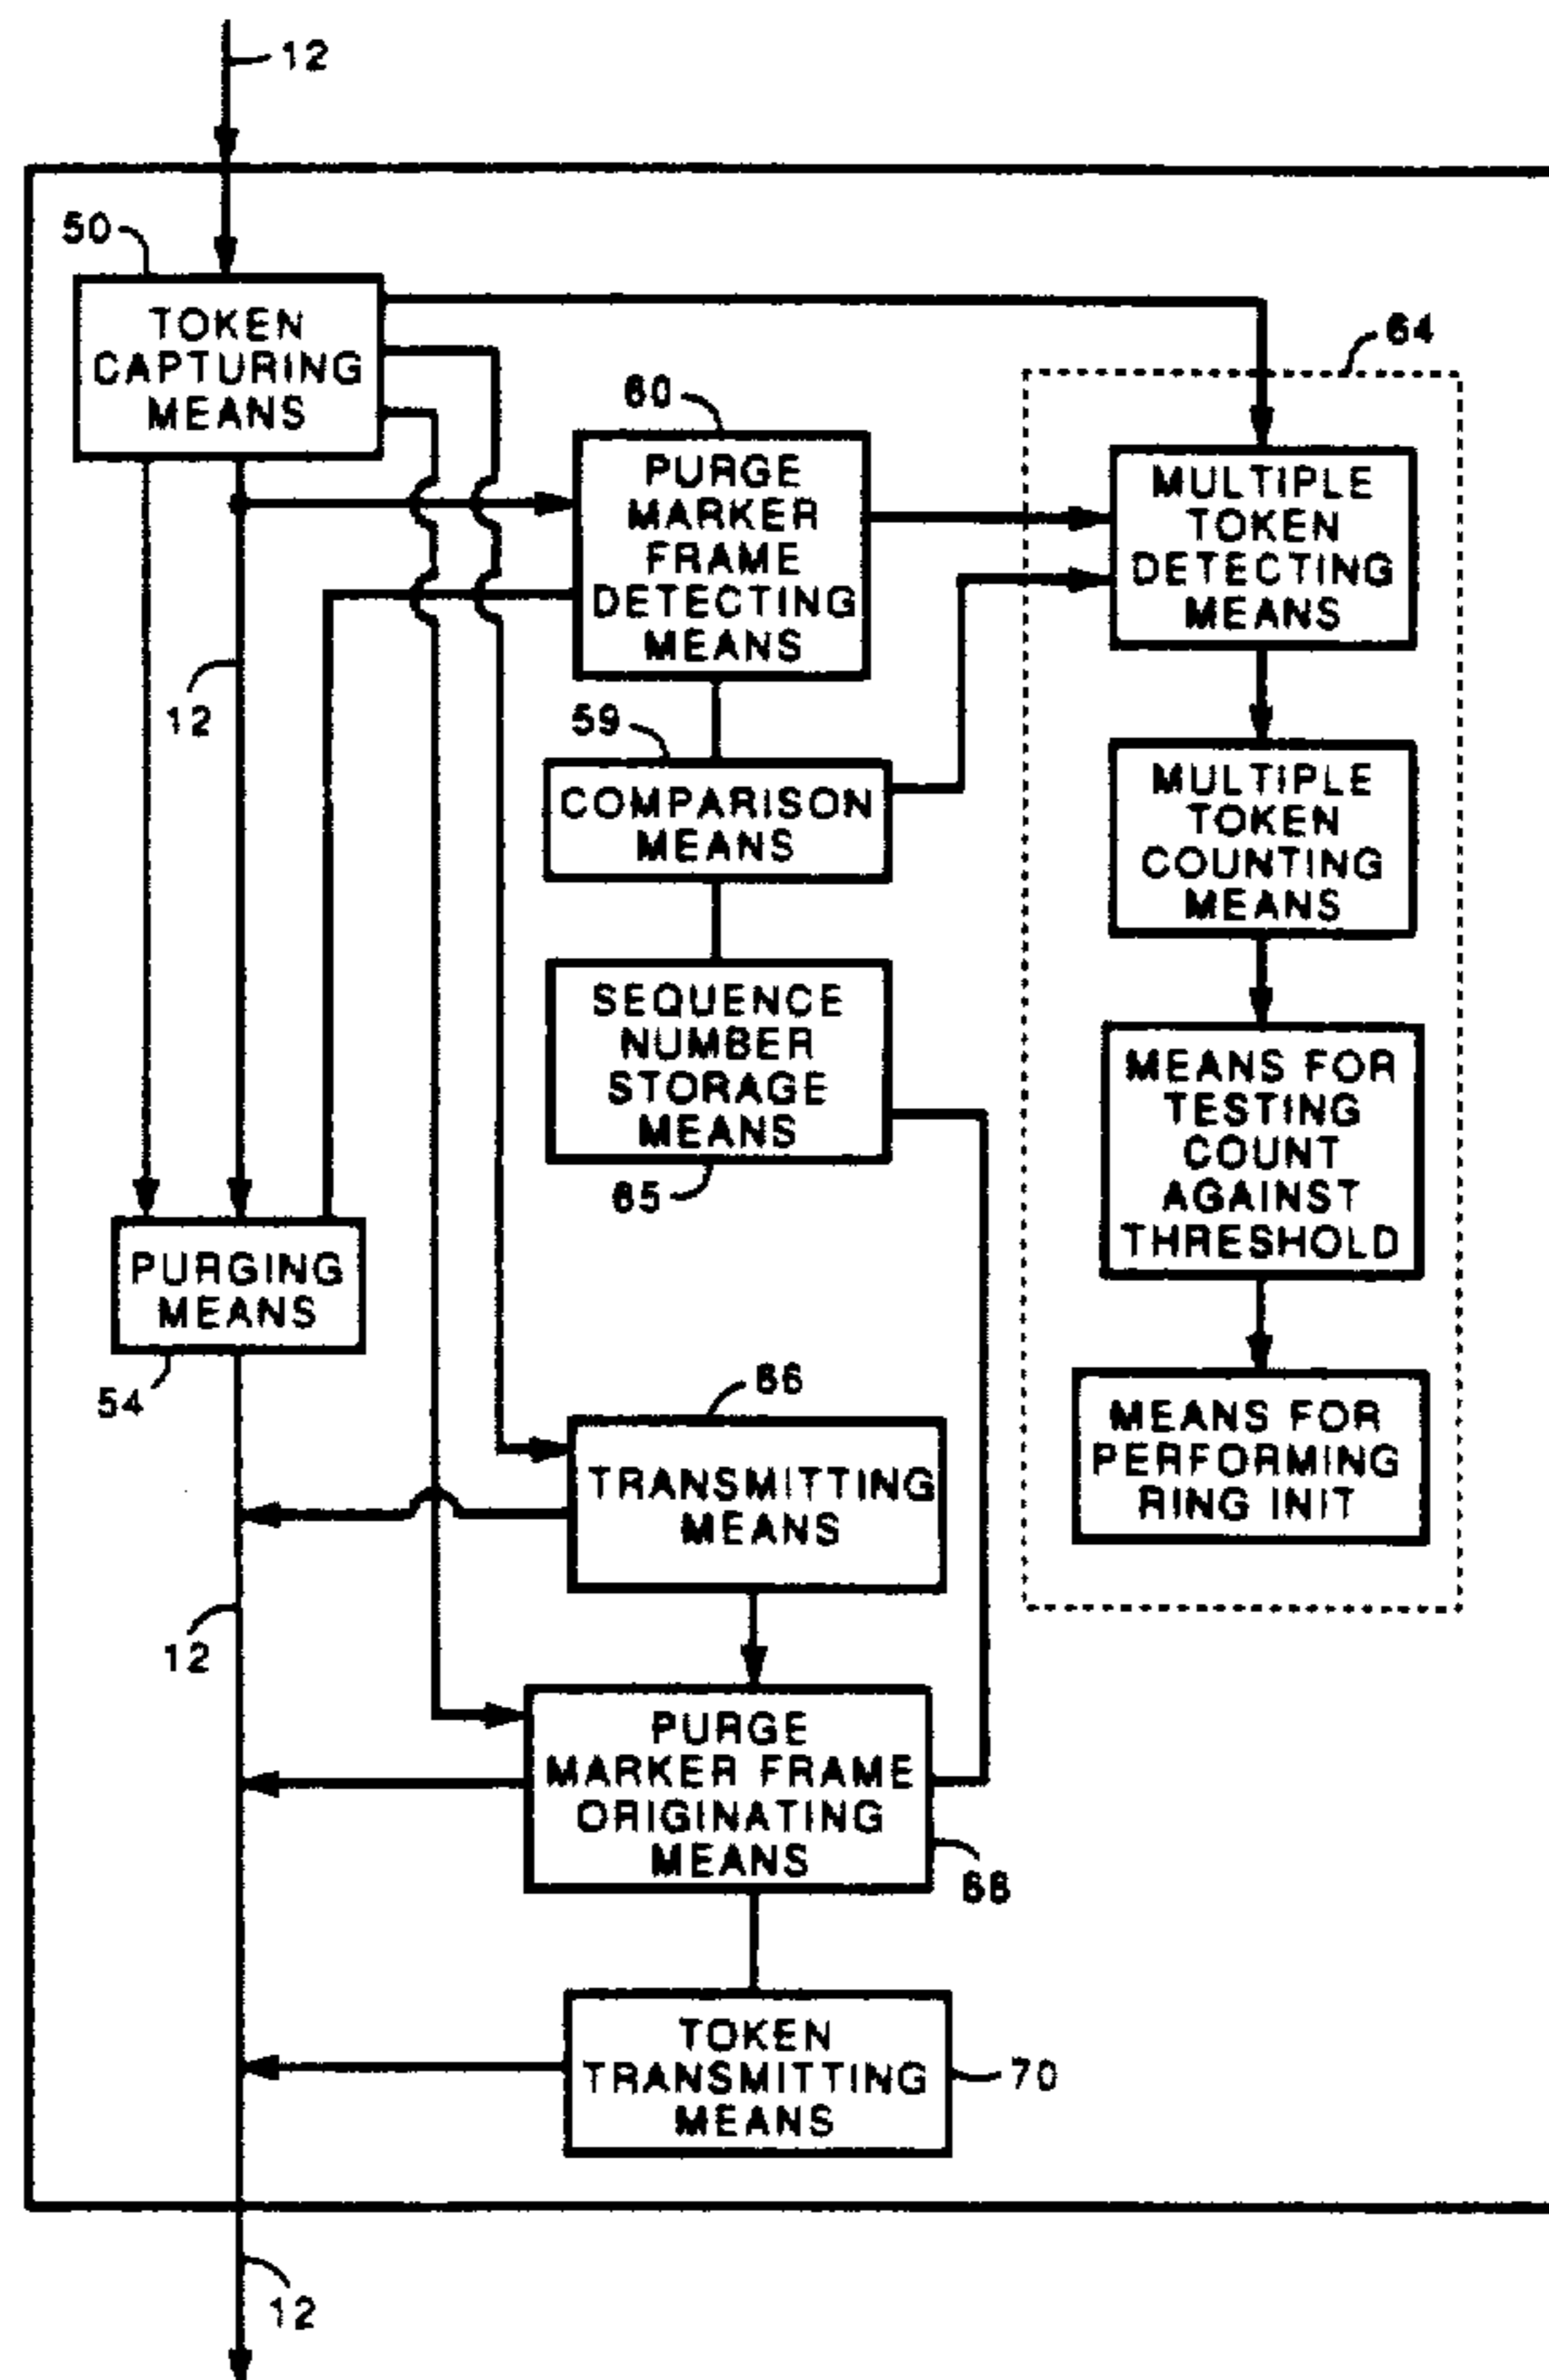 12
50
TOKEN
CAPTURING
MEANS
64
60
PURGE
MARKER
FRAME
DETECTING
MEANS
MULTIPLE
TOKEN
DETECTING
MEANS
12
59
COMPARISON
MEANS
MULTIPLE
TOKEN
COUNTING
MEANS
SEQUENCE
NUMBER
STORAGE
MEANS
65
MEANS FOR
TESTING
COUNT
AGAINST
THRESHOLD
PURGING
MEANS
54
66
TRANSMITTING
MEANS
MEANS FOR
PERFORMING
RING INIT
12
PURGE
MARKER FRAME
ORIGINATING
MEANS
68
TOKEN
TRANSMITTING
MEANS
70
12